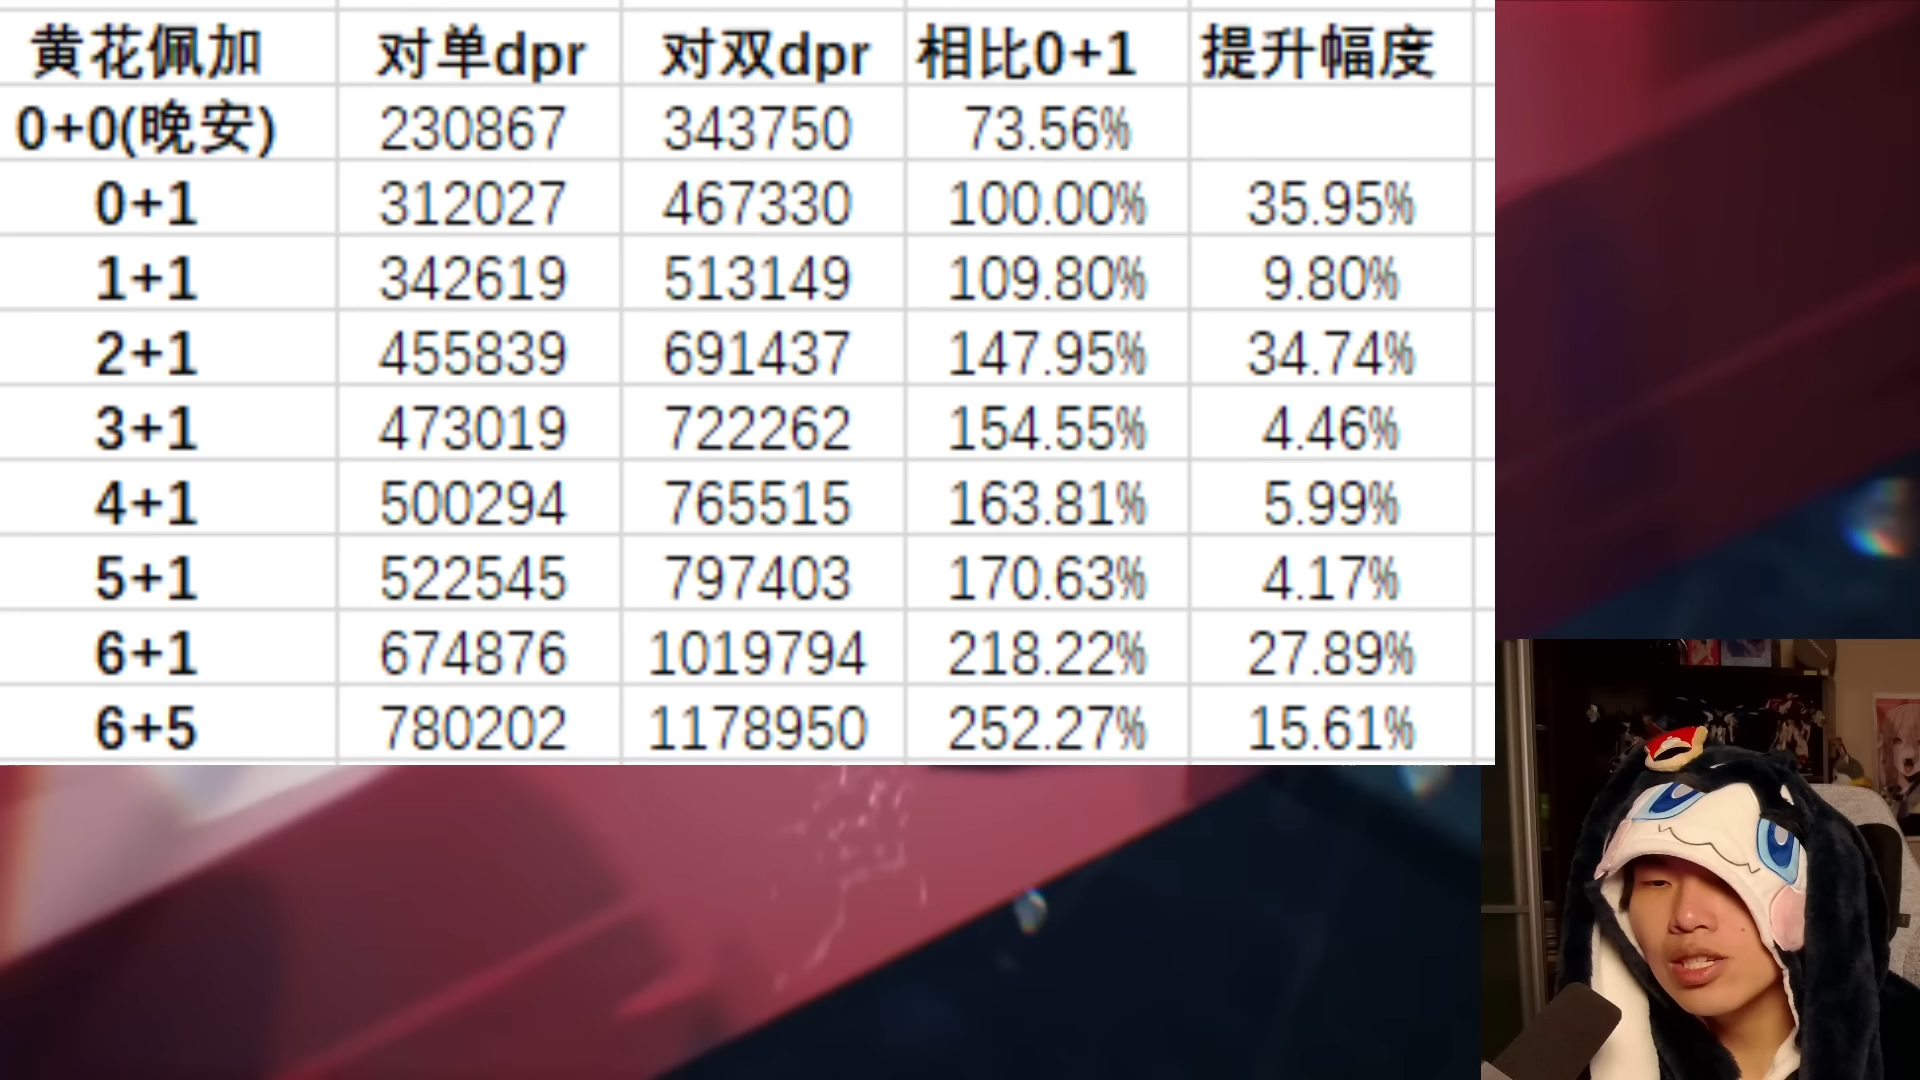 黄花佩加 对单dpr 对双dpr 相比0+1 提升幅度
0+0(晚安) 230867 343750 73.56%
0+1 312027 467330 100.00% 35.95%
1+1 342619 513149 109.80% 9.80%
2+1 455839 691437 147.95% 34.74%
3+1 473019 722262 154.55% 4.46%
4+1 500294 765515 163.81% 5.99%
5+1 522545 797403 170.63% 4.17%
6+1 674876 1019794 218.22% 27.89%
6+5 780202 1178950 252.27% 15.61%